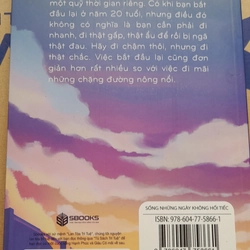 một quỹ thời gian riêng. Có khi bạn bắt
đầu lại ở năm 20 tuổi, nhưng điều đó
không có nghĩa là bạn cần phải đi
nhanh, đi thật gấp, thật ẩu để rồi bị ngã
thật đau. Hãy đi chậm thôi, nhưng đi
thật chắc. Việc bắt đầu lại cũng đơn
giản hơn rất nhiều so với việc đi mãi
những chặng đường nông nổi.
SBOOKS
SỐNG NHỮNG NGÀY KHÔNG HỐI TIẾC
ISBN: 978-604-77-5866-1